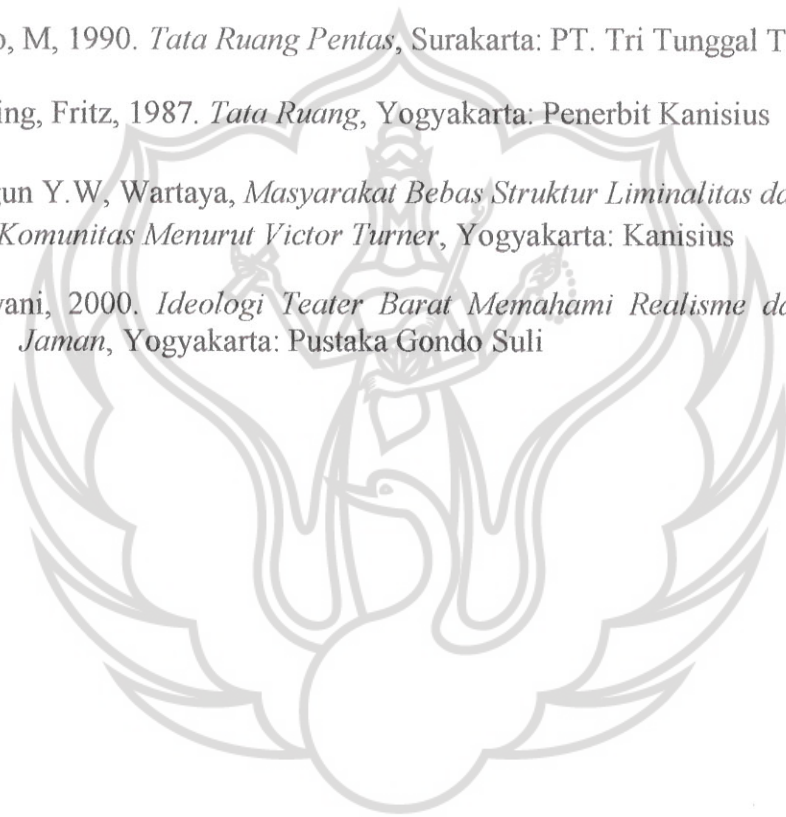 o, M, 1990. Tata Ruang Pentas, Surakarta: PT. Tri Tunggal T
ing, Fritz, 1987. Tata Ruang, Yogyakarta: Penerbit Kanisius
gun Y.W, Wartaya, Masyarakat Bebas Struktur Liminalitas da
Komunitas Menurut Victor Turner, Yogyakarta: Kanisius
vani, 2000. Ideologi Teater Barat Memahami Realisme da
Jaman, Yogyakarta: Pustaka Gondo Suli